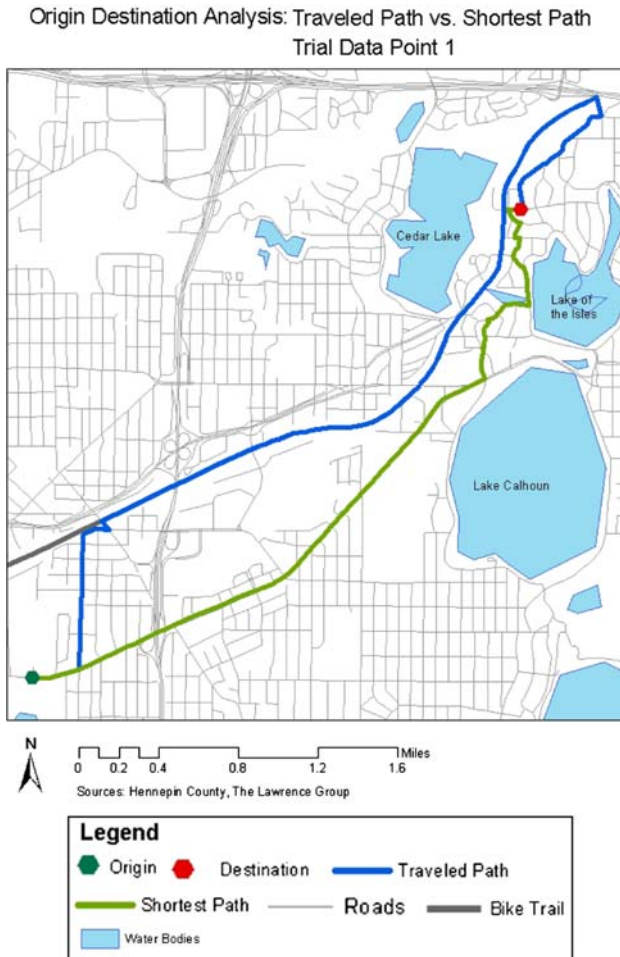 Origin Destination Analysis: Traveled Path vs. Shortest Path
Trial Data Point 1
Cedar Lake
Lake of
the Isles
Lake Calhoun
N
Miles
0 0.2 0.4 0.8 1.2 1.6
Sources: Hennepin County, The Lawrence Group
Legend
Origin Destination Traveled Path
Shortest Path Roads Bike Trail
Water Bodies